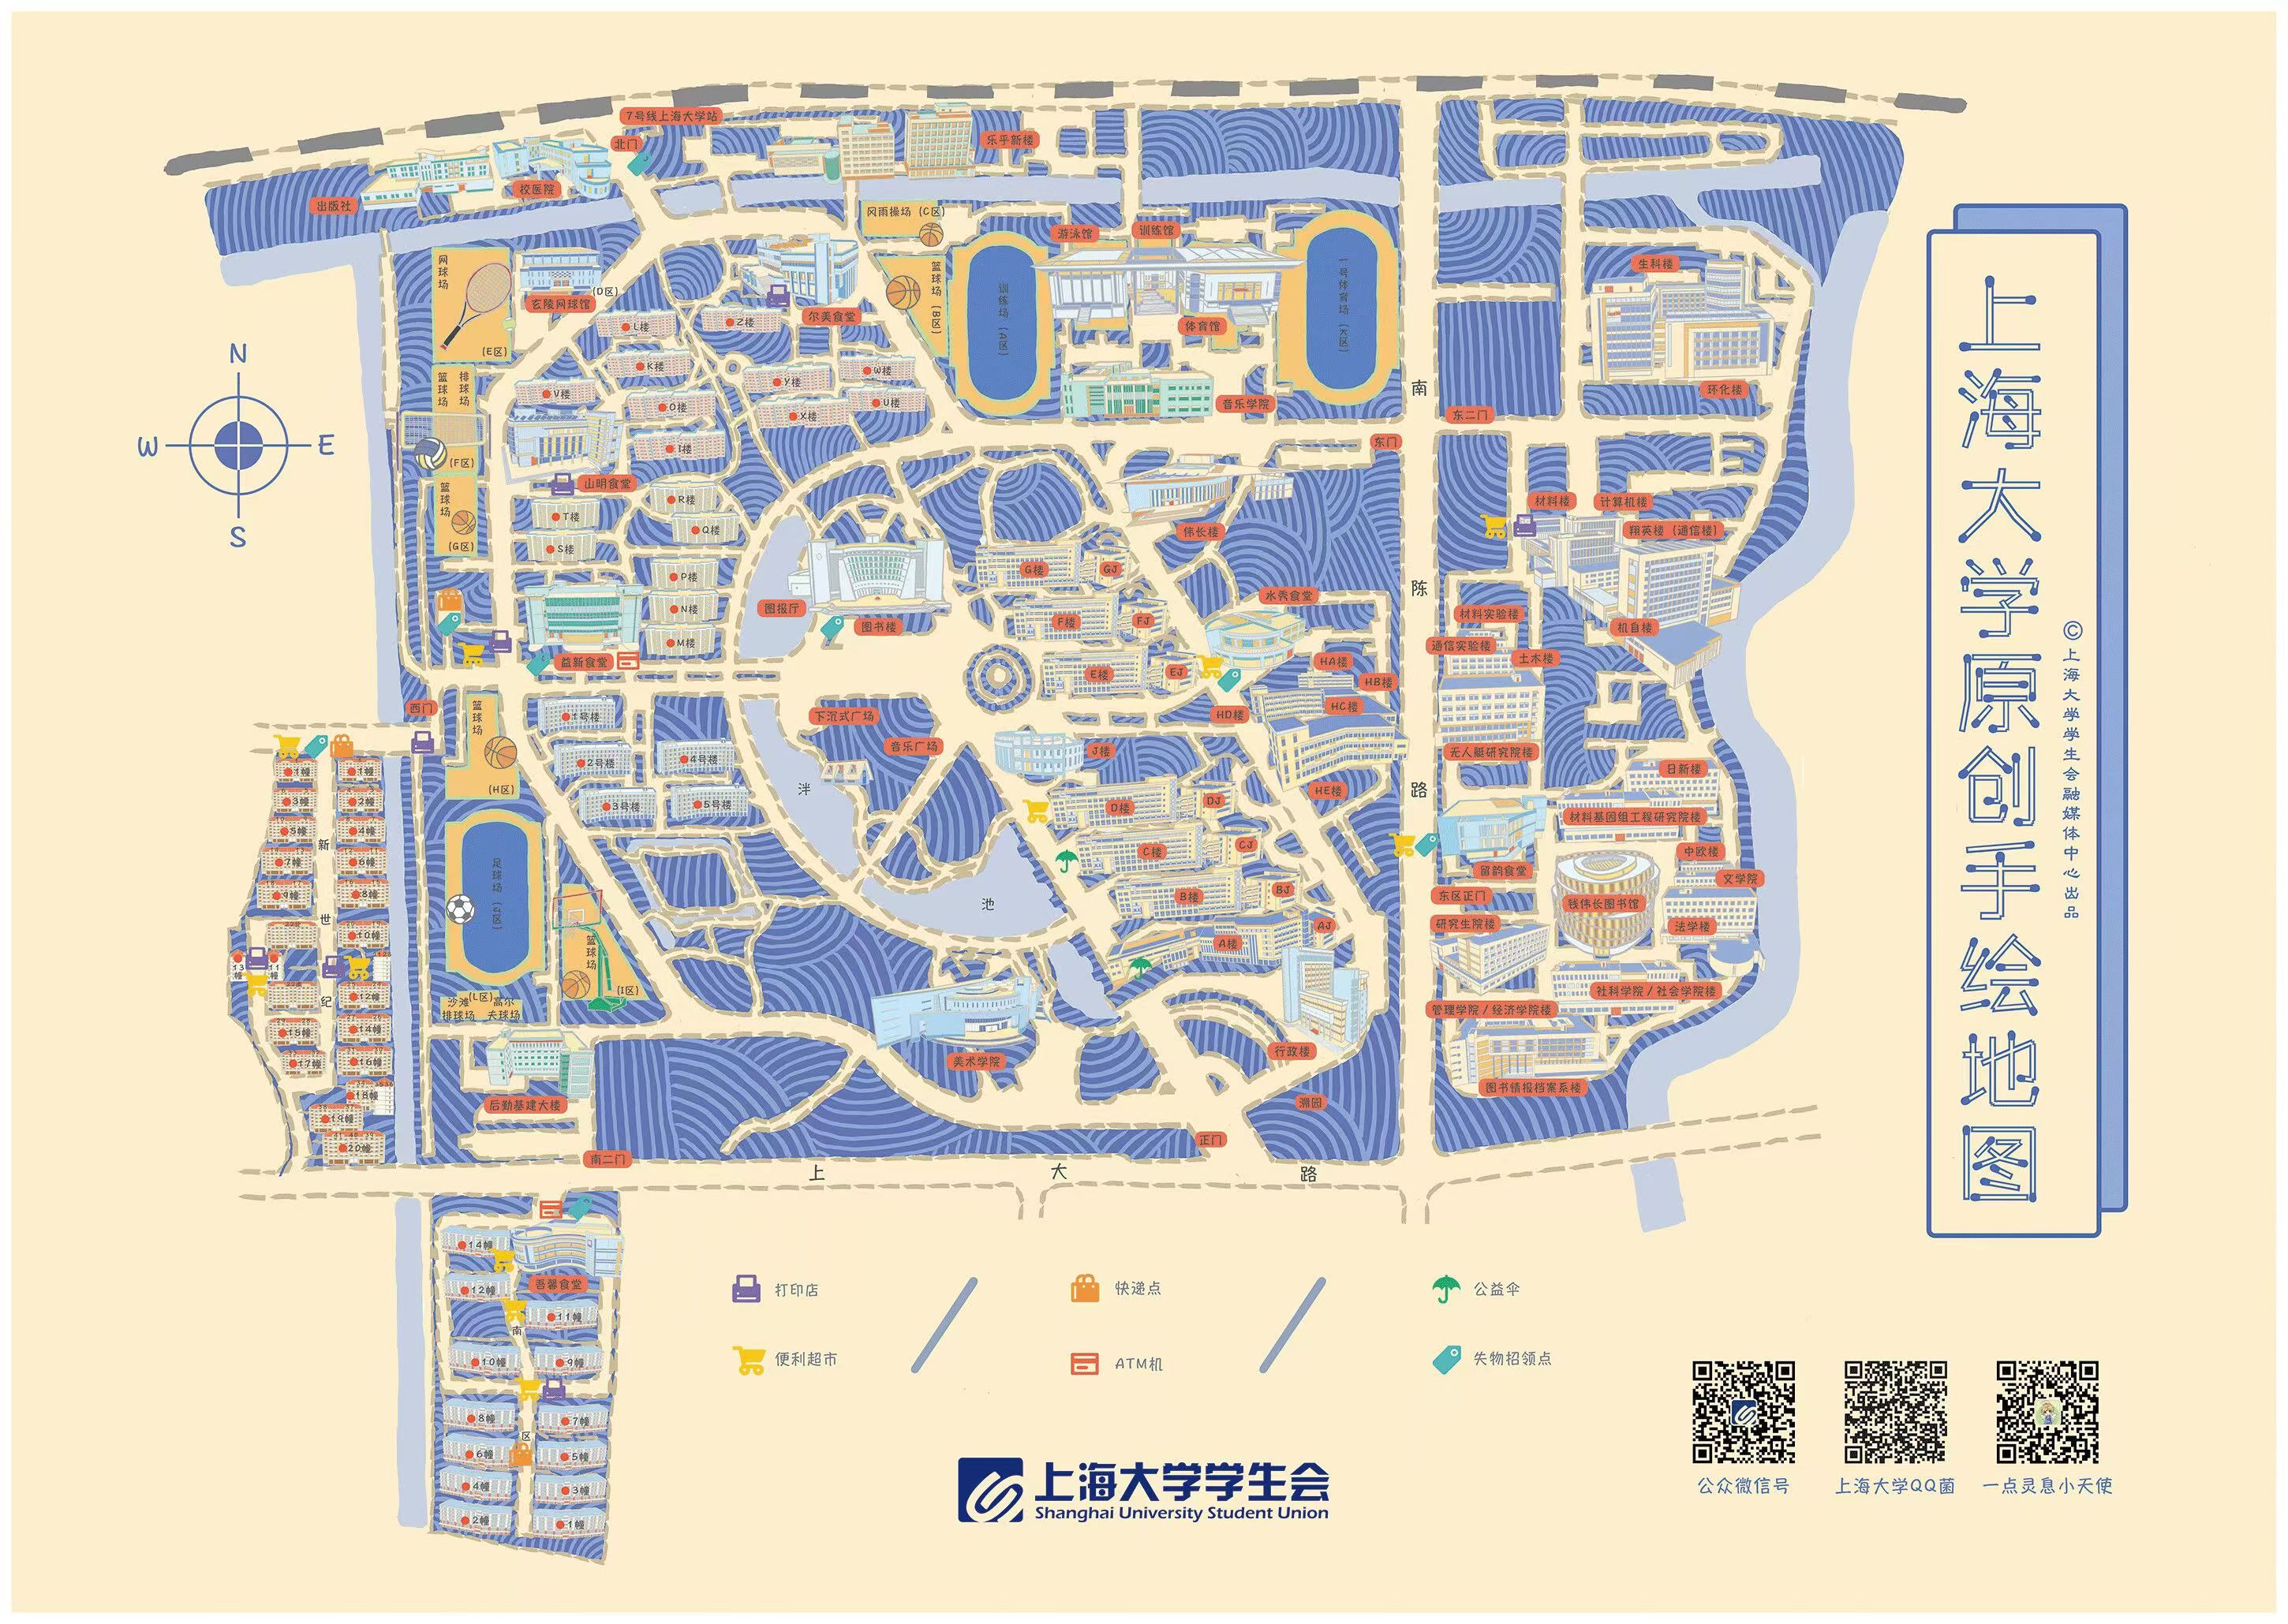 上海大学原创手绘地图
©上海大学学生会融媒体中心出品
N
W
E
S
7号线上海大学站
北门
乐乎新楼
校医院
出版社
风雨操场（C区）
游泳馆
训练馆
网球场
（D区）
玄陵网球馆
（E区）
尔美食堂
篮球场（B区）
训练场（A区）
体育馆
一号体育场（K区）
音乐学院
生科楼
环化楼
L楼
Z楼
K楼
Y楼
W楼
V楼
O楼
X楼
U楼
I楼
篮球场
排球场
（F区）
篮球场
（G区）
山明食堂
R楼
T楼
Q楼
S楼
P楼
N楼
M楼
益新食堂
图报厅
图书楼
东门
东二门
伟长楼
南陈路
G楼
GJ
F楼
FJ
E楼
EJ
水秀食堂
HA楼
HB楼
HC楼
HD楼
HE楼
材料楼
计算机楼
翔英楼（通信楼）
材料实验楼
机自楼
通信实验楼
土木楼
无人艇研究院楼
日新楼
材料基因组工程研究院楼
中欧楼
留韵食堂
文学院
东区正门
钱伟长图书馆
研究生院楼
法学楼
社科学院/社会学院楼
管理学院/经济学院楼
图书情报档案系楼
西门
篮球场
（H区）
1号楼
2号楼
4号楼
3号楼
5号楼
下沉式广场
音乐广场
泮池
J楼
D楼
DJ
C楼
CJ
B楼
BJ
A楼
AJ
足球场（J区）
篮球场
（I区）
（L区）
沙滩排球场
高尔夫球场
美术学院
行政楼
溯园
后勤基建大楼
南二门
正门
上大路
新世纪
1幢
1幢
3幢
2幢
5幢
4幢
7幢
6幢
9幢
8幢
10幢
13幢
11幢
12幢
15幢
14幢
17幢
16幢
18幢
19幢
20幢
南区
14幢
吾馨食堂
12幢
11幢
10幢
9幢
8幢
7幢
6幢
5幢
4幢
3幢
2幢
1幢
打印店
快递点
公益伞
便利超市
ATM机
失物招领点
上海大学学生会
Shanghai University Student Union
公众微信号
上海大学QQ菌
一点灵息小天使